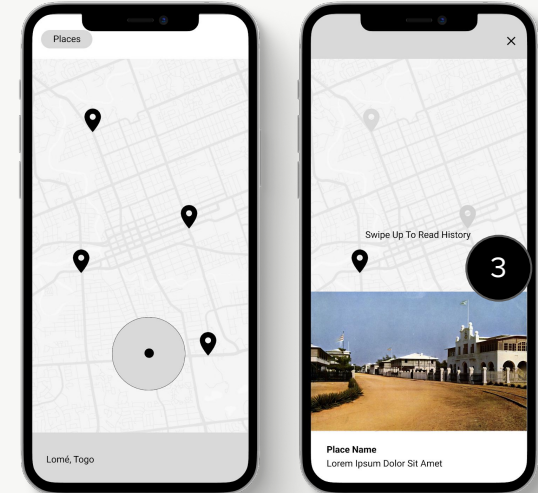 Places
Lomé, Togo
Swipe Up To Read History
3
Place Name
Lorem Ipsum Dolor Sit Amet